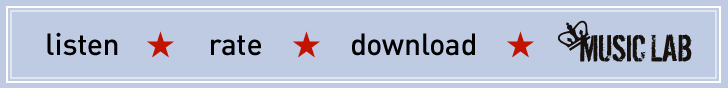 listen ★ rate ★ download ★ MUSIC LAB